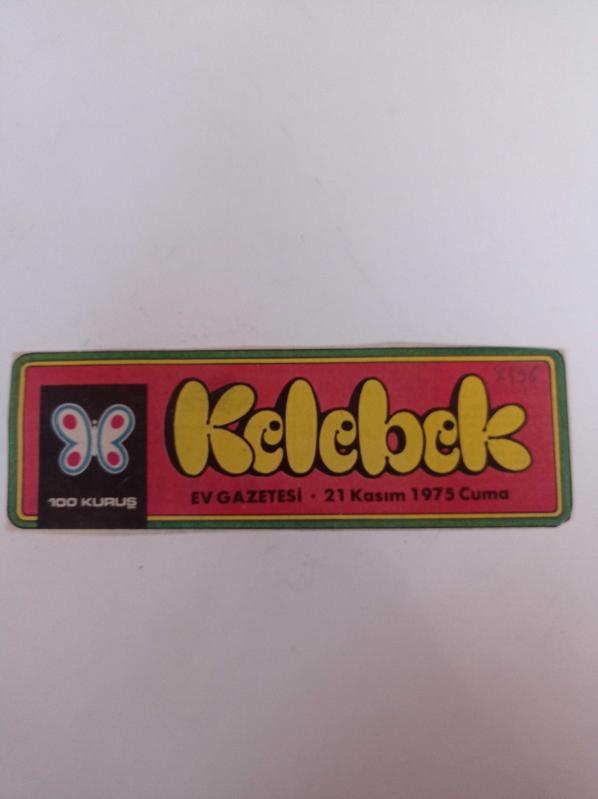 Kelebek
EV GAZETESİ · 21 Kasım 1975 Cuma
100 KURUŞ